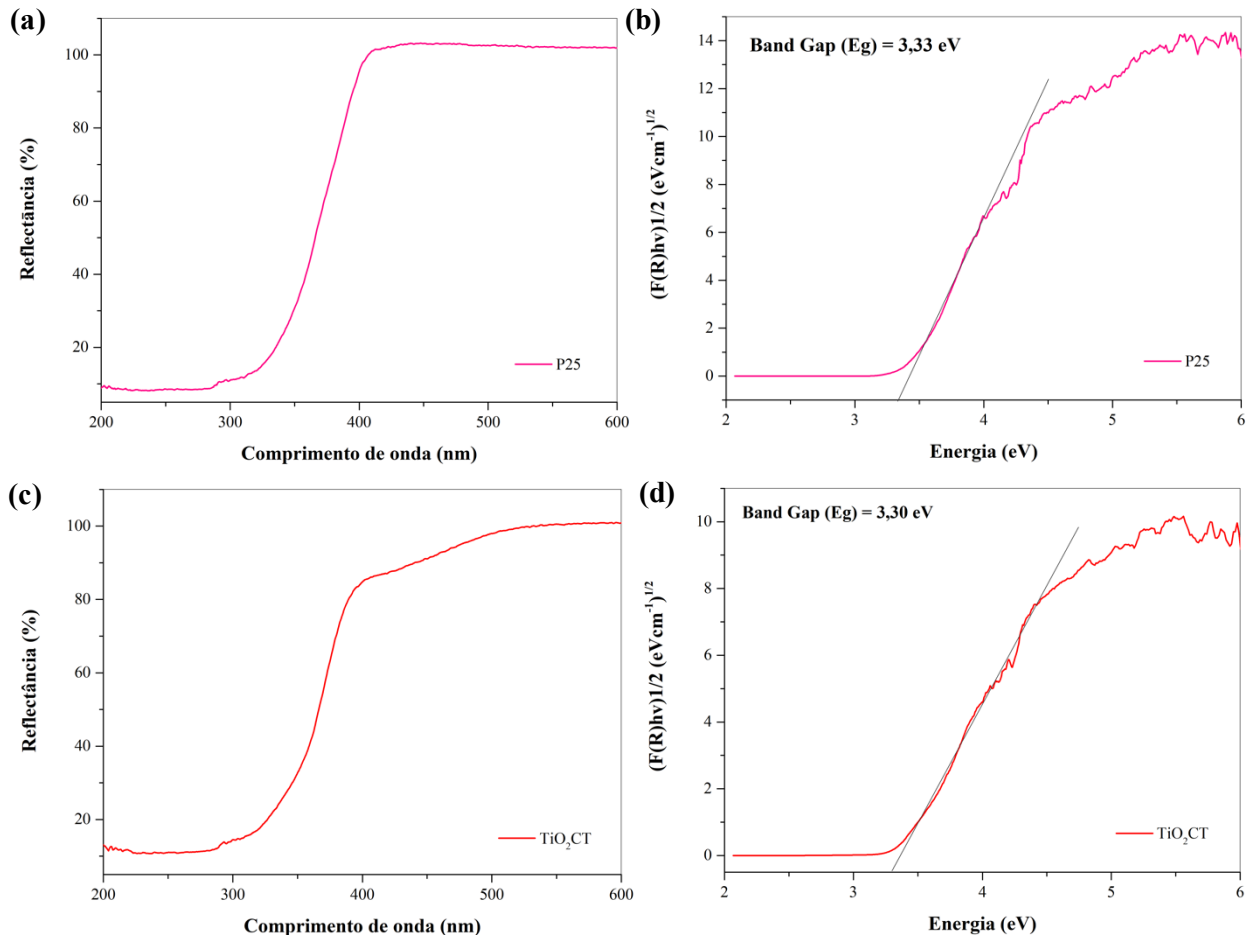 (a)
100
80
60
40
20
200
300
400
500
600
Reflectância (%)
Comprimento de onda (nm)
P25
(b)
Band Gap (Eg) = 3,33 eV
14
12
10
8
6
4
2
0
2
3
4
5
6
(F(R)hν)1/2 (eVcm⁻¹)^1/2
Energia (eV)
P25
(c)
100
80
60
40
20
200
300
400
500
600
Reflectância (%)
Comprimento de onda (nm)
TiO₂CT
(d)
Band Gap (Eg) = 3,30 eV
10
8
6
4
2
0
2
3
4
5
6
(F(R)hν)1/2 (eVcm⁻¹)^1/2
Energia (eV)
TiO₂CT